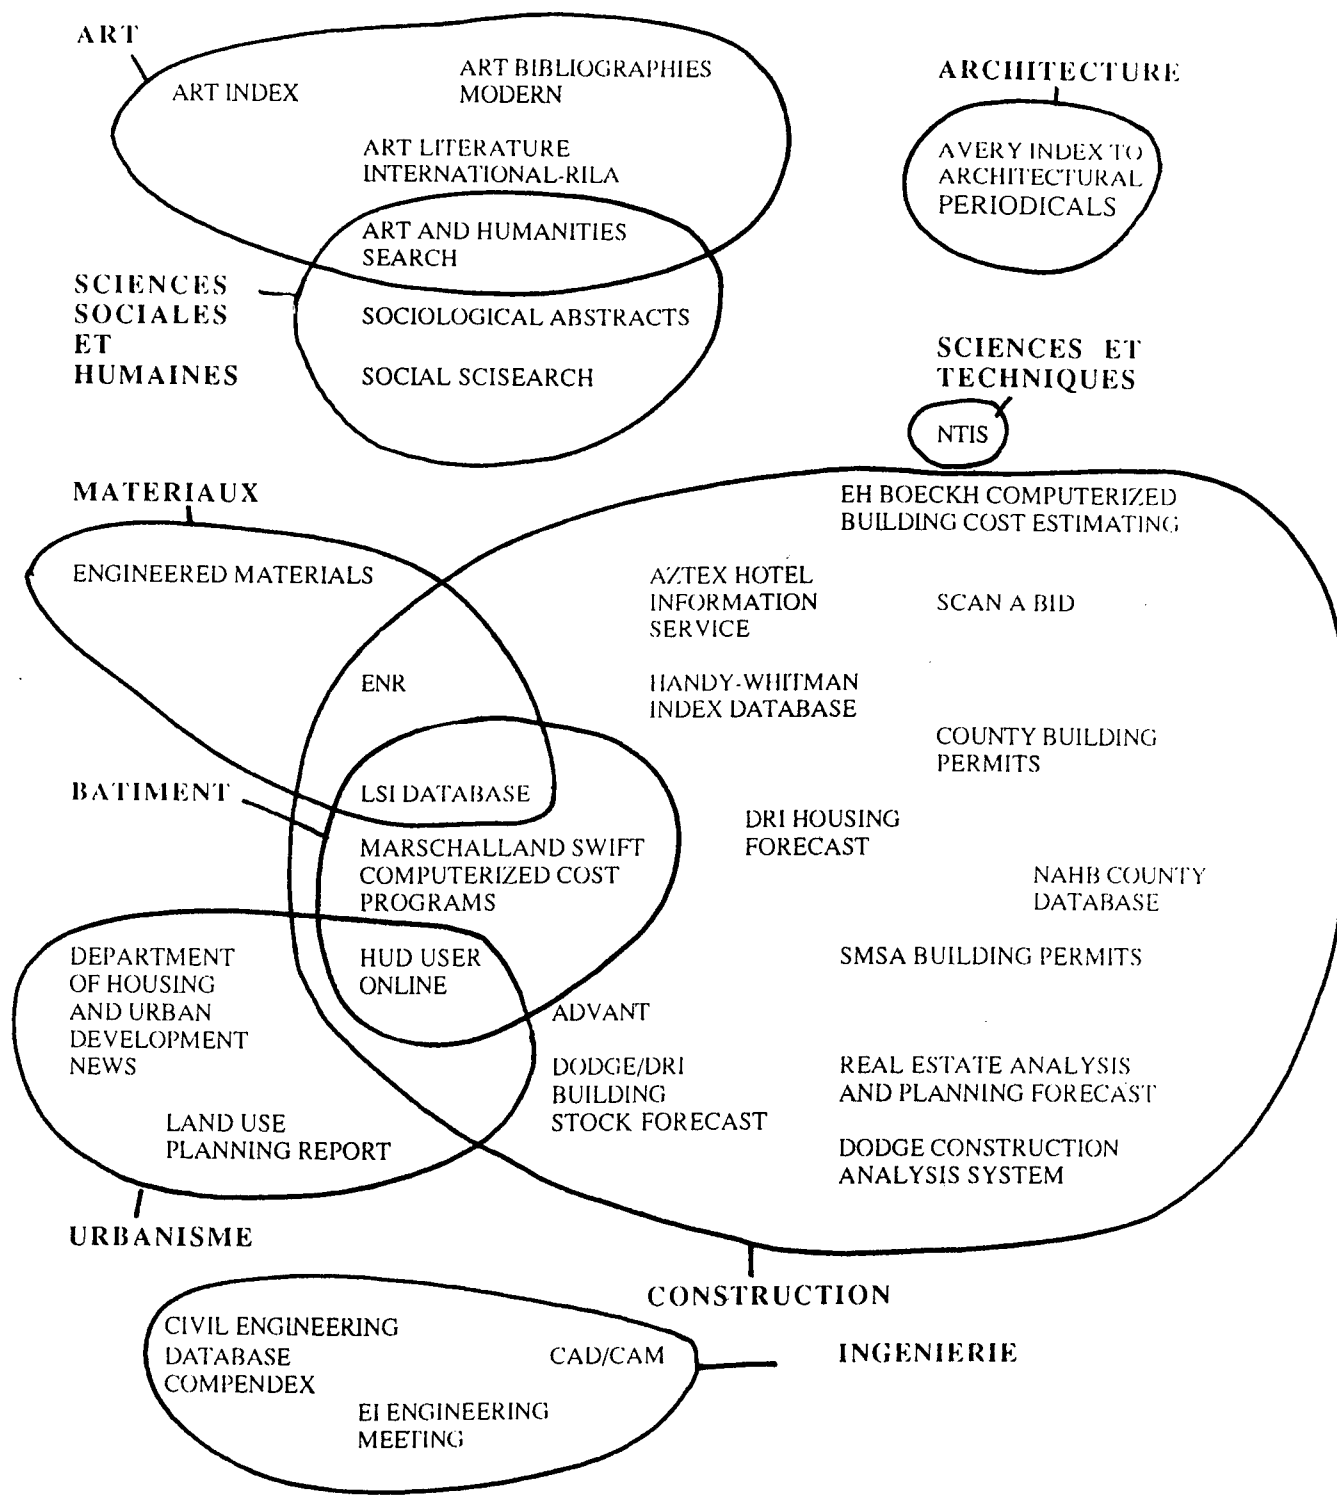 ART
ART INDEX
ART BIBLIOGRAPHIES
MODERN
ART LITERATURE
INTERNATIONAL-RILA
ART AND HUMANITIES
SEARCH
SCIENCES
SOCIALES
ET
HUMAINES
SOCIOLOGICAL ABSTRACTS
SOCIAL SCISEARCH
ARCHITECTURE
AVERY INDEX TO
ARCHITECTURAL
PERIODICALS
SCIENCES ET
TECHNIQUES
NTIS
MATERIAUX
ENGINEERED MATERIALS
ENR
EH BOECKH COMPUTERIZED
BUILDING COST ESTIMATING
AZTEX HOTEL
INFORMATION
SERVICE
SCAN A BID
HANDY-WHITMAN
INDEX DATABASE
COUNTY BUILDING
PERMITS
BATIMENT
LSI DATABASE
MARSCHALLAND SWIFT
COMPUTERIZED COST
PROGRAMS
DRI HOUSING
FORECAST
NAHB COUNTY
DATABASE
DEPARTMENT
OF HOUSING
AND URBAN
DEVELOPMENT
NEWS
HUD USER
ONLINE
SMSA BUILDING PERMITS
ADVANT
DODGE/DRI
BUILDING
STOCK FORECAST
REAL ESTATE ANALYSIS
AND PLANNING FORECAST
LAND USE
PLANNING REPORT
DODGE CONSTRUCTION
ANALYSIS SYSTEM
URBANISME
CONSTRUCTION
CIVIL ENGINEERING
DATABASE
COMPENDEX
CAD/CAM
EI ENGINEERING
MEETING
INGENIERIE